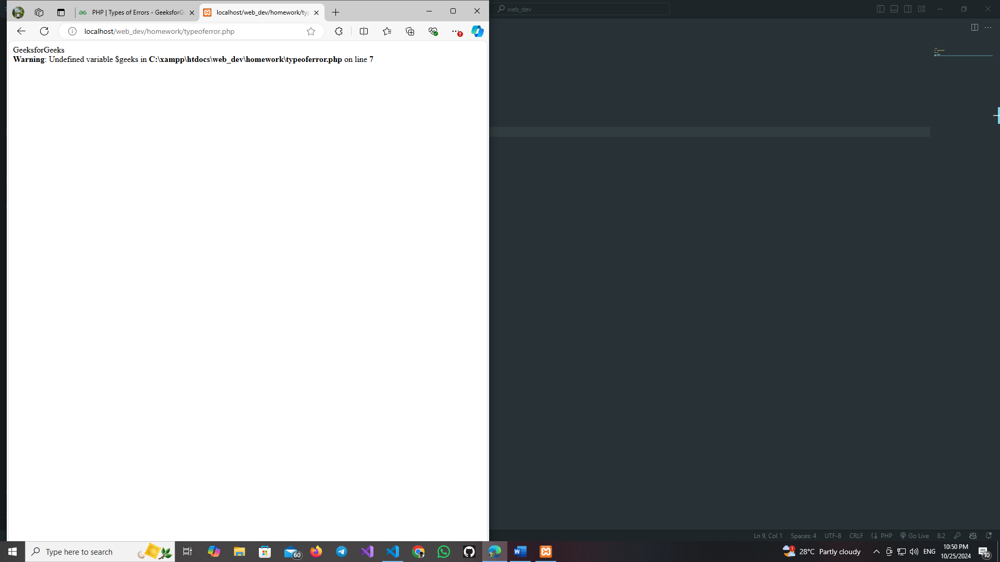 PHP | Types of Errors - GeeksforG
localhost/web_dev/homework/typ
web_dev
localhost/web_dev/homework/typeoferror.php
GeeksforGeeks
Warning: Undefined variable $geeks in C:\xampp\htdocs\web_dev\homework\typeoferror.php on line 7
Ln 9, Col 1 Spaces: 4 UTF-8 CRLF PHP Go Live 8.2
Type here to search
60
1
28°C Partly cloudy
ENG
10:50 PM
10/25/2024
10